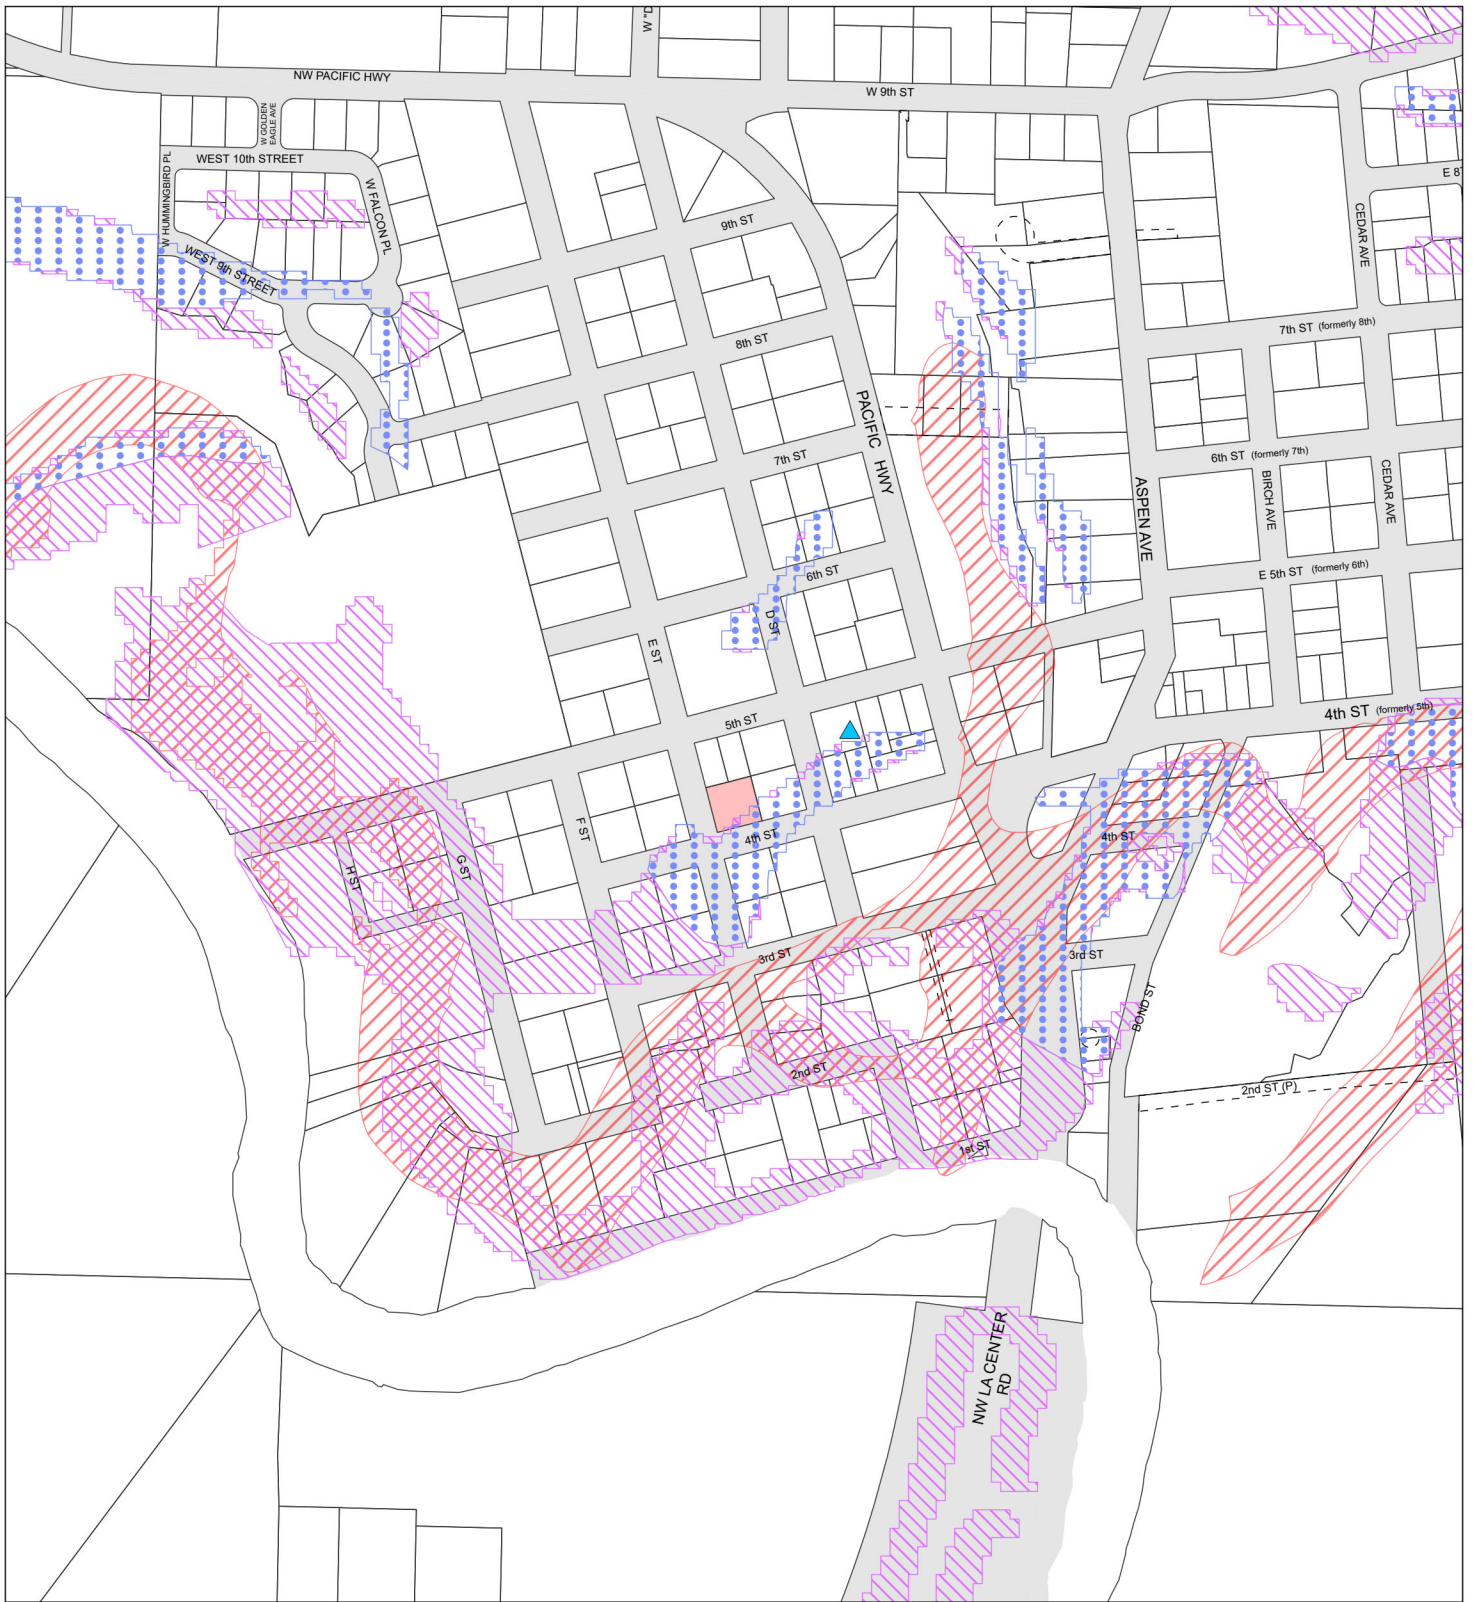 W "D
NW PACIFIC HWY
W 9th ST
W GOLDEN
EAGLE AVE
WEST 10th STREET
W HUMMINGBIRD PL
W FALCON PL
E 8T
9th ST
CEDAR AVE
WEST 9th STREET
7th ST (formerly 8th)
8th ST
PACIFIC HWY
7th ST
6th ST (formerly 7th)
BIRCH AVE
CEDAR AVE
ASPEN AVE
6th ST
E 5th ST (formerly 6th)
D ST
E ST
5th ST
4th ST (formerly 5th)
F ST
4th ST
4th ST
G ST
H ST
3rd ST
3rd ST
BOND ST
2nd ST
2nd ST (P)
1st ST
NW LA CENTER
RD